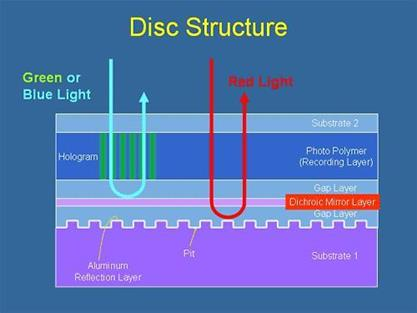 Disc Structure
Green or
Blue Light
Red Light
Substrate 2
Hologram
Photo Polymer
(Recording Layer)
Gap Layer
Dichroic Mirror Layer
Gap Layer
Aluminum
Reflection Layer
Pit
Substrate 1